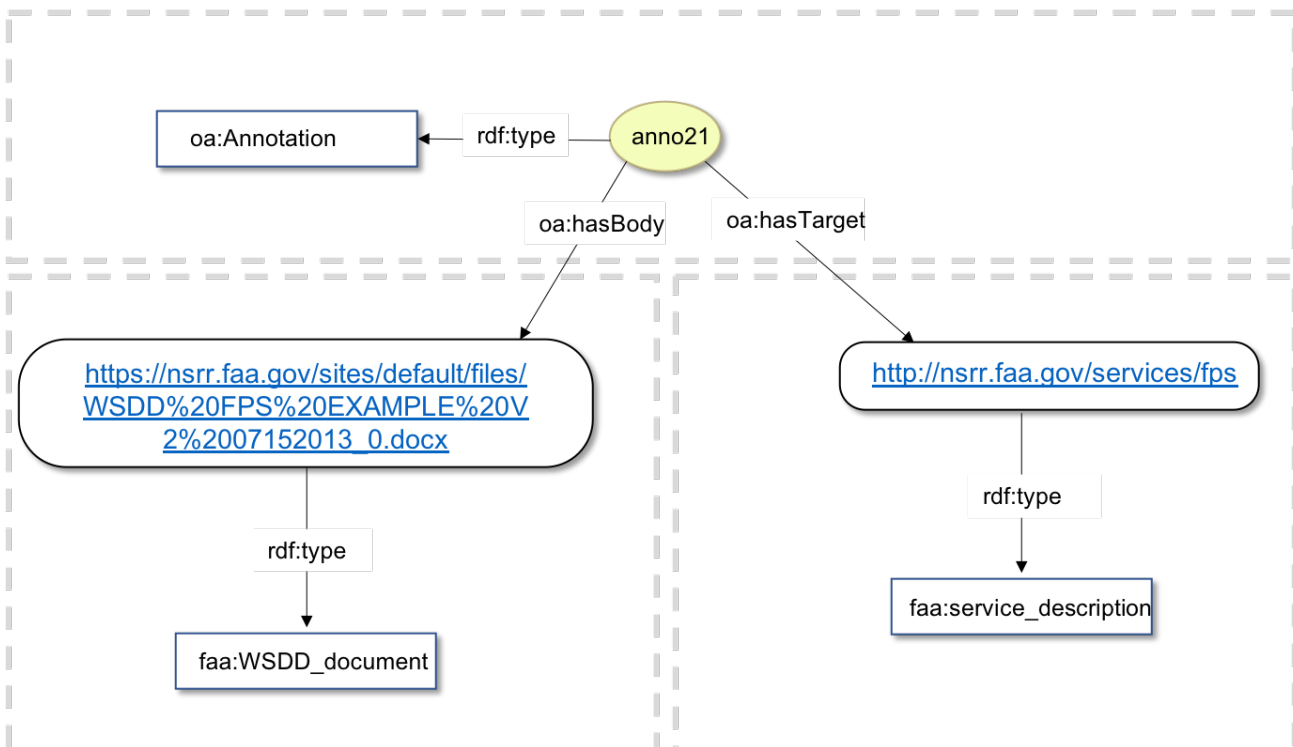 oa:Annotation
rdf:type
anno21
oa:hasBody
oa:hasTarget
https://nsrr.faa.gov/sites/default/files/
WSDD%20FPS%20EXAMPLE%20V
2%2007152013_0.docx
http://nsrr.faa.gov/services/fps
rdf:type
rdf:type
faa:WSDD_document
faa:service_description